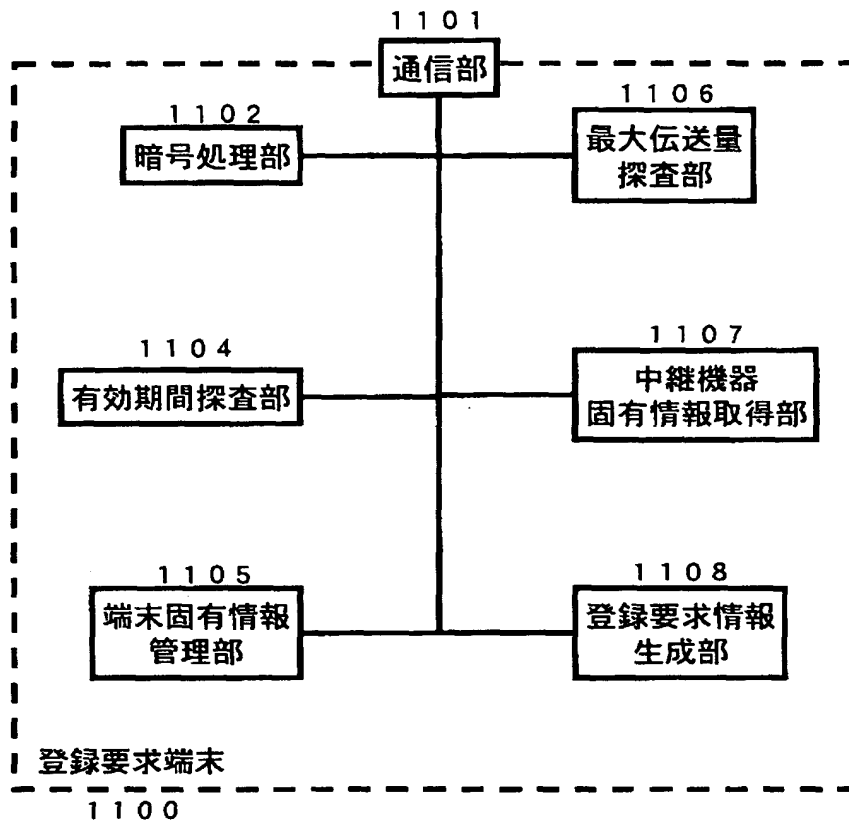 1101
通信部
1102
暗号処理部
1106
最大伝送量
探査部
1104
有効期間探査部
1107
中継機器
固有情報取得部
1105
端末固有情報
管理部
1108
登録要求情報
生成部
登録要求端末
1100